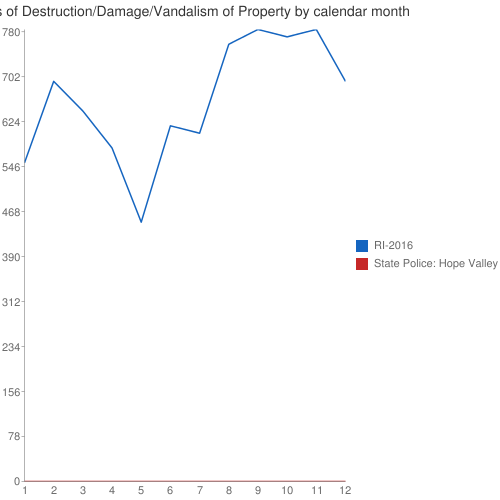 of Destruction/Damage/Vandalism of Property by calendar month
780
702
624
546
468
390
312
234
156
78
0
1 2 3 4 5 6 7 8 9 10 11 12
RI-2016
State Police: Hope Valley